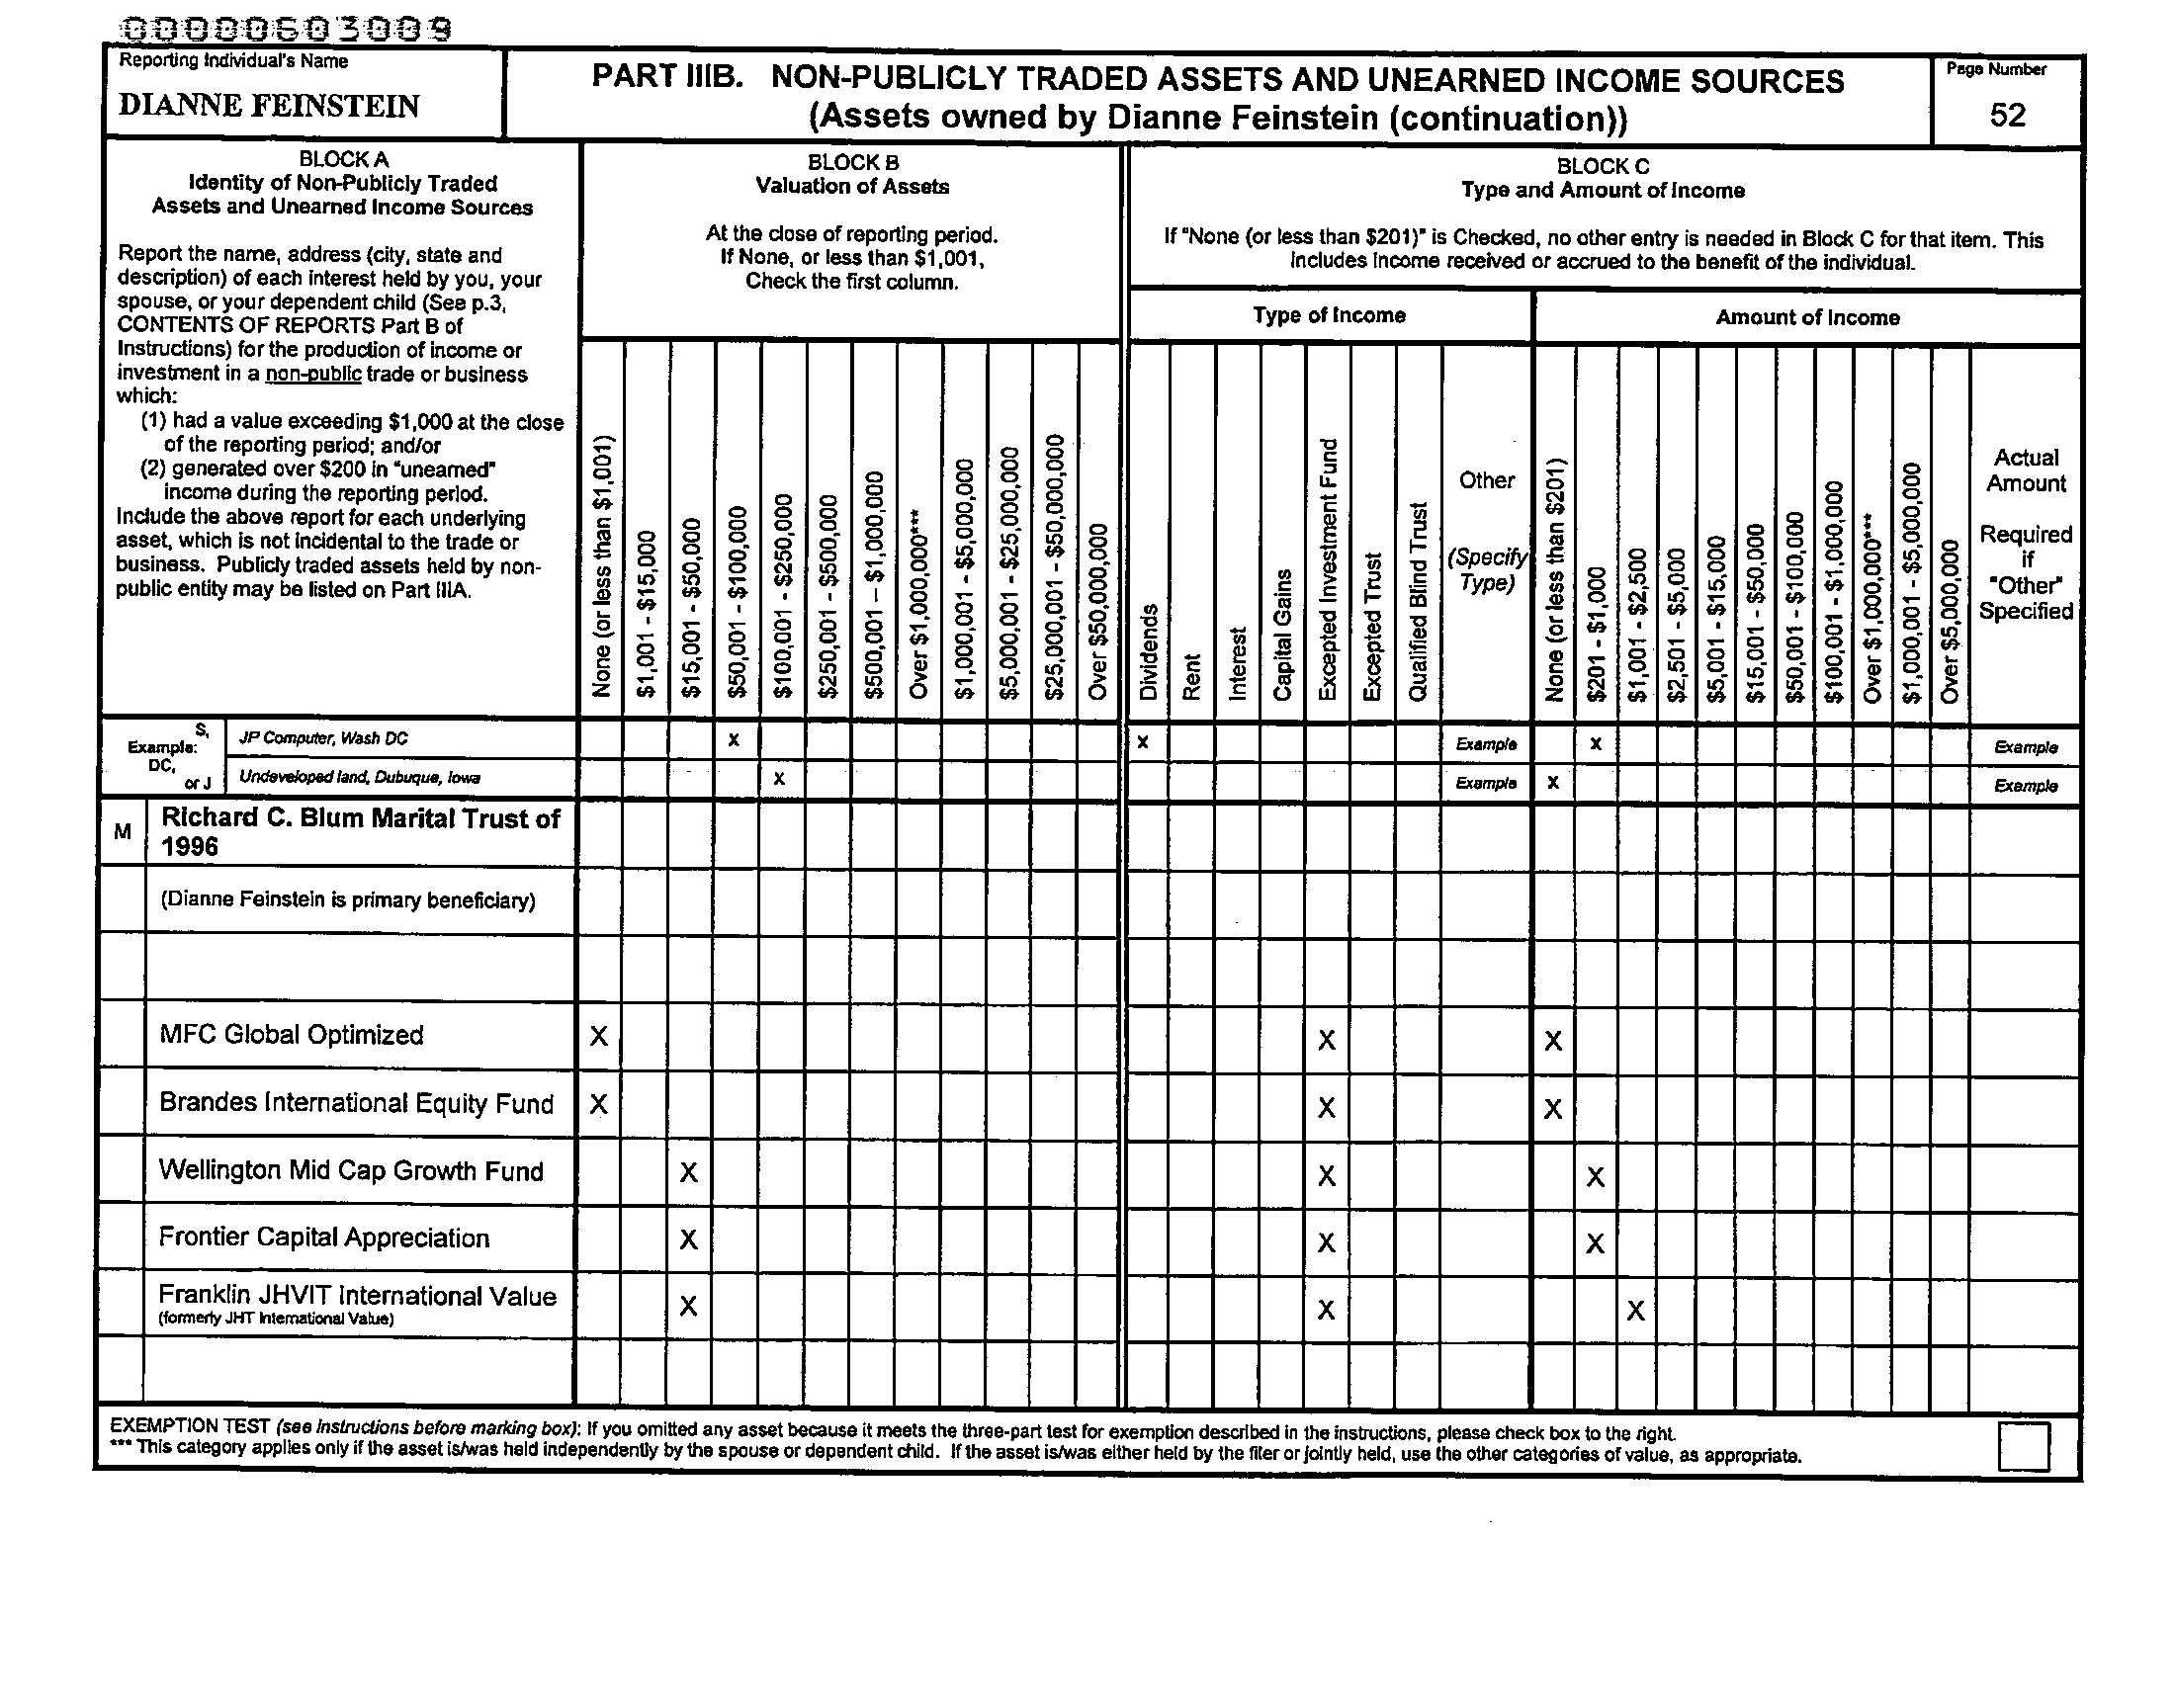 00000603009
Reporting Individual's Name
DIANNE FEINSTEIN
PART IIIB. NON-PUBLICLY TRADED ASSETS AND UNEARNED INCOME SOURCES
(Assets owned by Dianne Feinstein (continuation))
Page Number
52
BLOCK A
Identity of Non-Publicly Traded
Assets and Unearned Income Sources
Report the name, address (city, state and
description) of each interest held by you, your
spouse, or your dependent child (See p.3,
CONTENTS OF REPORTS Part B of
Instructions) for the production of income or
investment in a non-public trade or business
which:
(1) had a value exceeding $1,000 at the close
of the reporting period; and/or
(2) generated over $200 in "unearned"
income during the reporting period.
Include the above report for each underlying
asset, which is not incidental to the trade or
business. Publicly traded assets held by non-
public entity may be listed on Part IIIA.
BLOCK B
Valuation of Assets
At the close of reporting period.
If None, or less than $1,001,
Check the first column.
None (or less than $1,001)
$1,001 - $15,000
$15,001 - $50,000
$50,001 - $100,000
$100,001 - $250,000
$250,001 - $500,000
$500,001 – $1,000,000
Over $1,000,000***
$1,000,001 - $5,000,000
$5,000,001 - $25,000,000
$25,000,001 - $50,000,000
Over $50,000,000
BLOCK C
Type and Amount of Income
If "None (or less than $201)" is Checked, no other entry is needed in Block C for that item. This
includes income received or accrued to the benefit of the individual.
Type of Income
Dividends
Rent
Interest
Capital Gains
Excepted Investment Fund
Excepted Trust
Qualified Blind Trust
Other
(Specify
Type)
Amount of Income
None (or less than $201)
$201 - $1,000
$1,001 - $2,500
$2,501 - $5,000
$5,001 - $15,000
$15,001 - $50,000
$50,001 - $100,000
$100,001 - $1,000,000
Over $1,000,000***
$1,000,001 - $5,000,000
Over $5,000,000
Actual
Amount
Required
if
"Other"
Specified
Example:
S,
DC,
or J
JP Computer, Wash DC X X Example X Example
Undeveloped land, Dubuque, Iowa X Example X Example
M Richard C. Blum Marital Trust of
1996
(Dianne Feinstein is primary beneficiary)
MFC Global Optimized X X X
Brandes International Equity Fund X X X
Wellington Mid Cap Growth Fund X X X
Frontier Capital Appreciation X X X
Franklin JHVIT International Value X X X
(formerly JHT International Value)
EXEMPTION TEST (see instructions before marking box): If you omitted any asset because it meets the three-part test for exemption described in the instructions, please check box to the right.
*** This category applies only if the asset is/was held independently by the spouse or dependent child. If the asset is/was either held by the filer or jointly held, use the other categories of value, as appropriate.